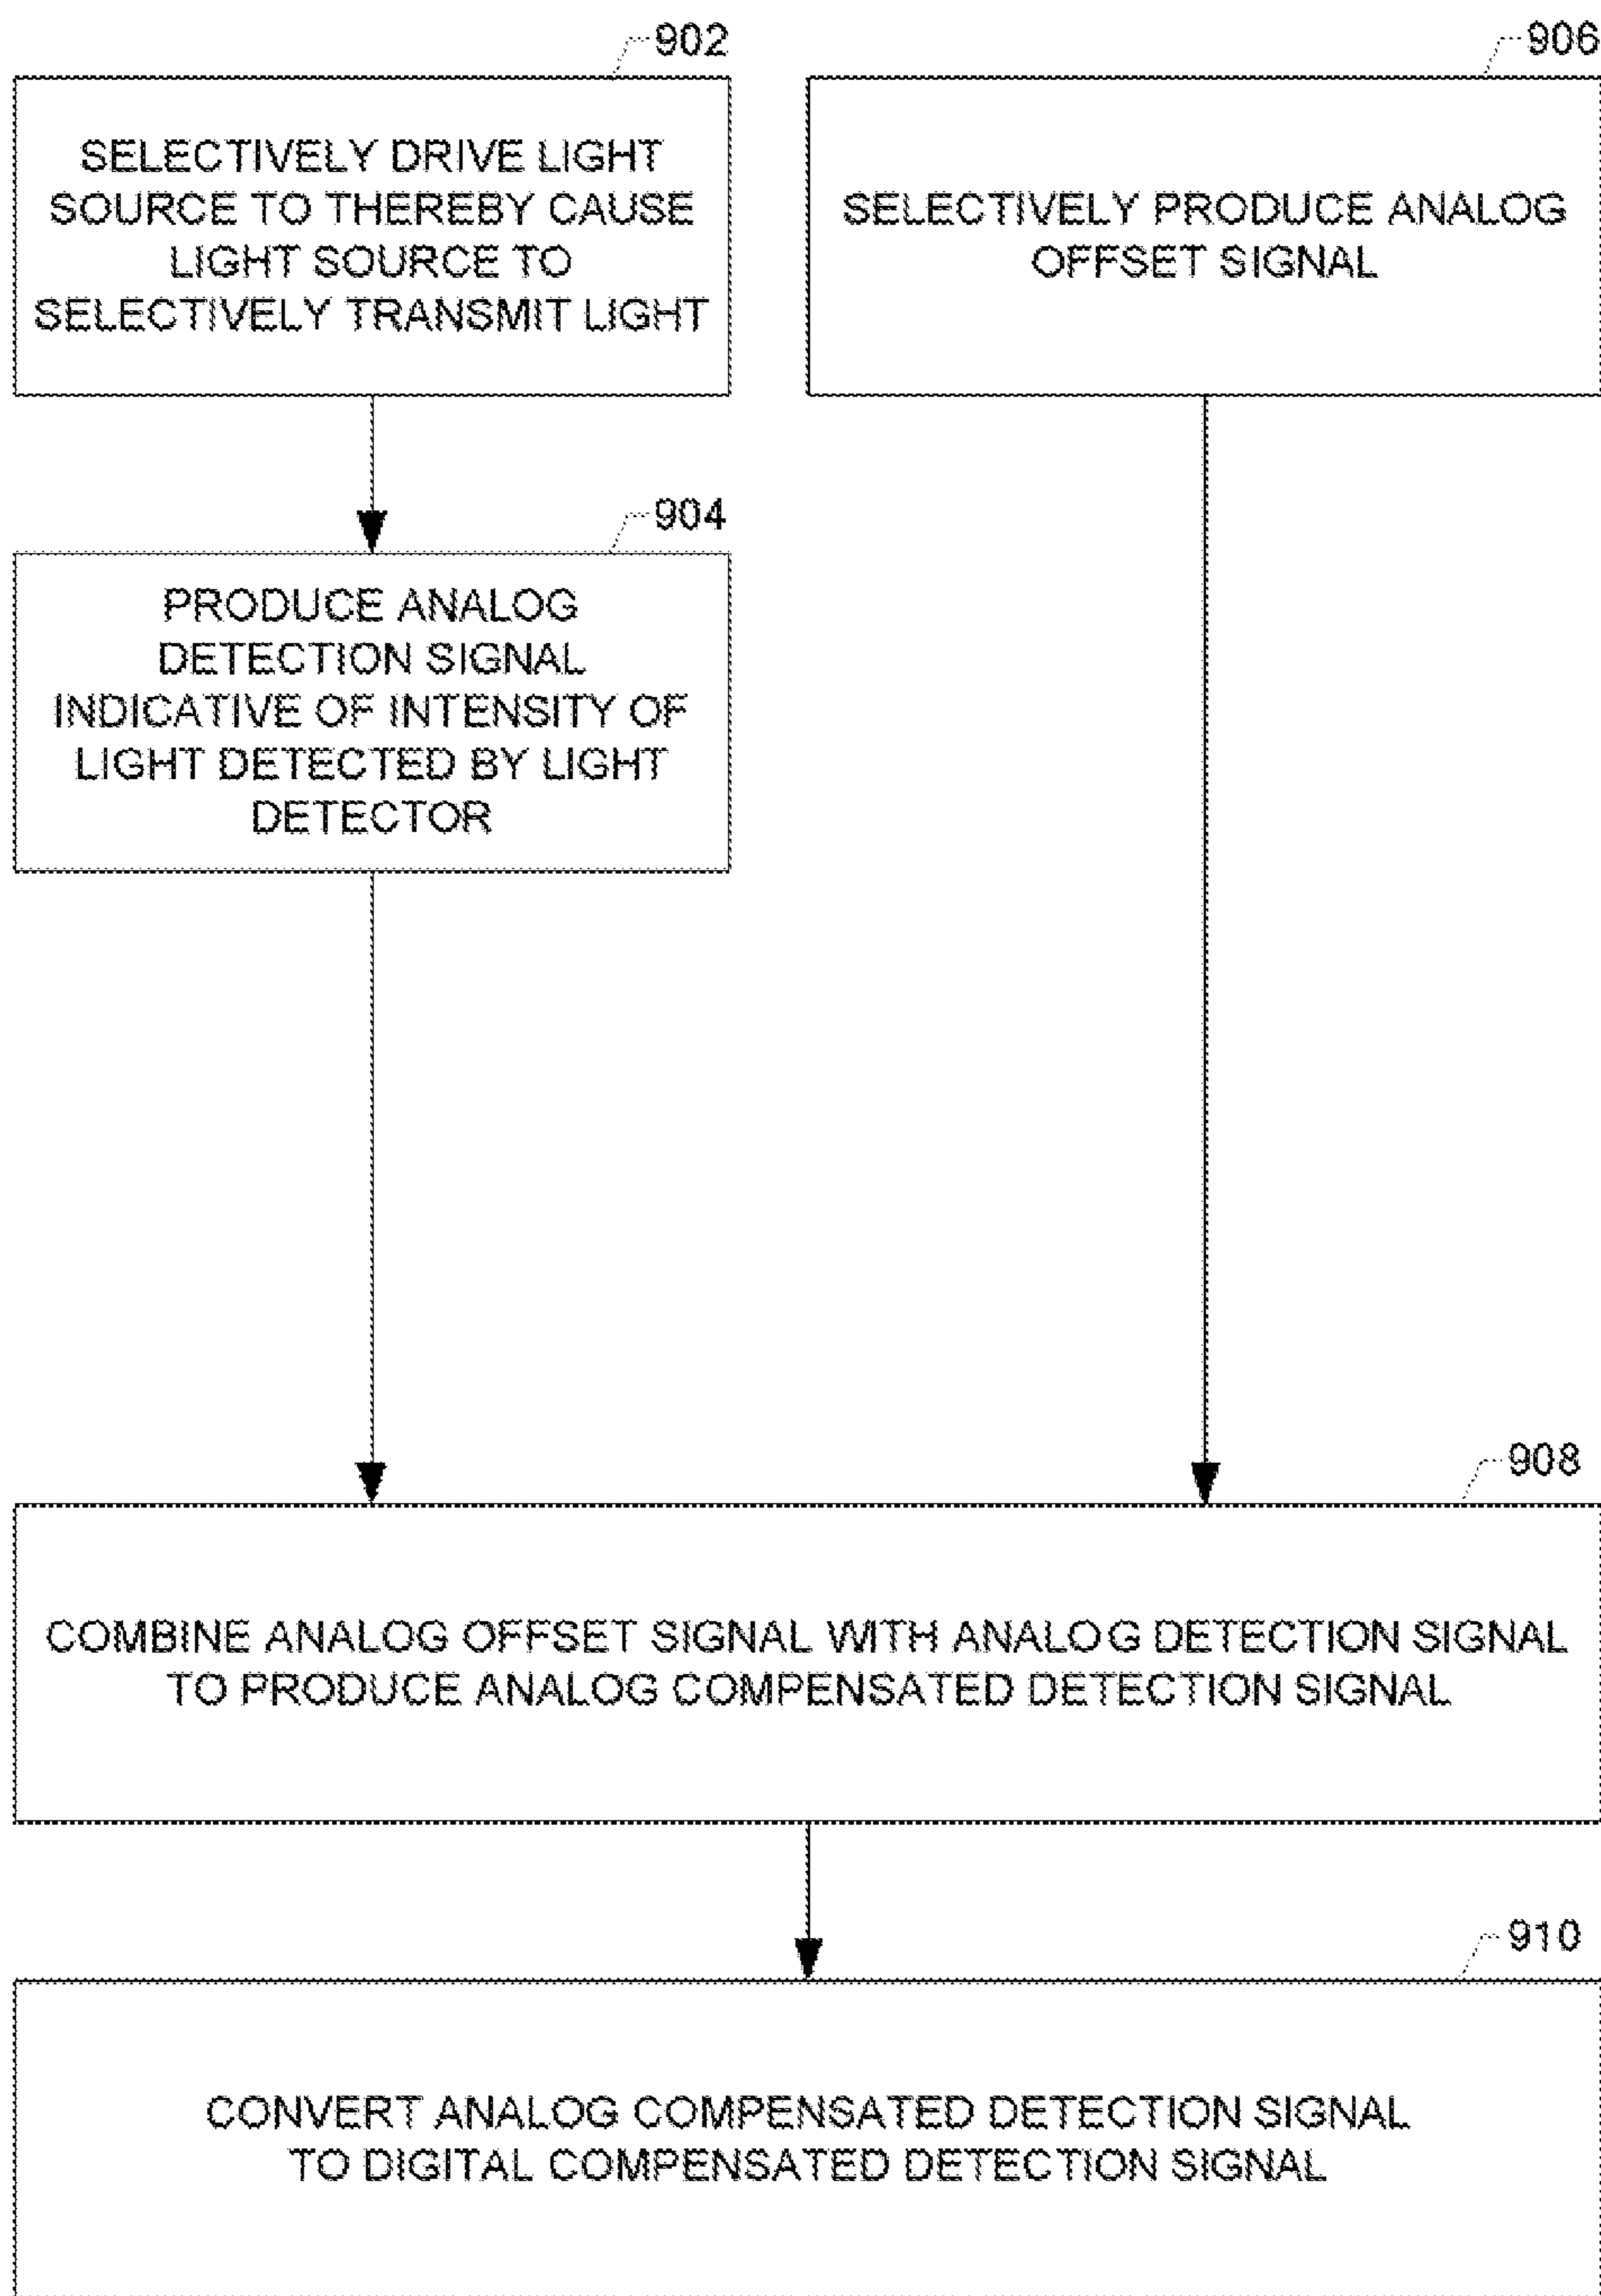 902
SELECTIVELY DRIVE LIGHT
SOURCE TO THEREBY CAUSE
LIGHT SOURCE TO
SELECTIVELY TRANSMIT LIGHT
906
SELECTIVELY PRODUCE ANALOG
OFFSET SIGNAL
904
PRODUCE ANALOG
DETECTION SIGNAL
INDICATIVE OF INTENSITY OF
LIGHT DETECTED BY LIGHT
DETECTOR
908
COMBINE ANALOG OFFSET SIGNAL WITH ANALOG DETECTION SIGNAL
TO PRODUCE ANALOG COMPENSATED DETECTION SIGNAL
910
CONVERT ANALOG COMPENSATED DETECTION SIGNAL
TO DIGITAL COMPENSATED DETECTION SIGNAL